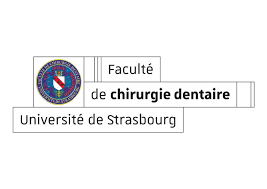 Faculté
de chirurgie dentaire
Université de Strasbourg